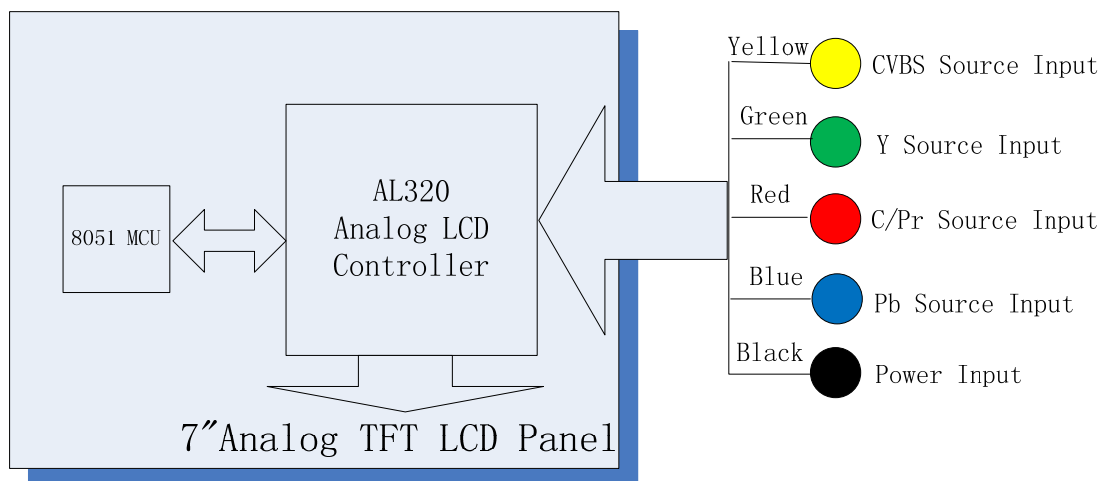 8051 MCU
AL320
Analog LCD
Controller
7"Analog TFT LCD Panel
Yellow
CVBS Source Input
Green
Y Source Input
Red
C/Pr Source Input
Blue
Pb Source Input
Black
Power Input